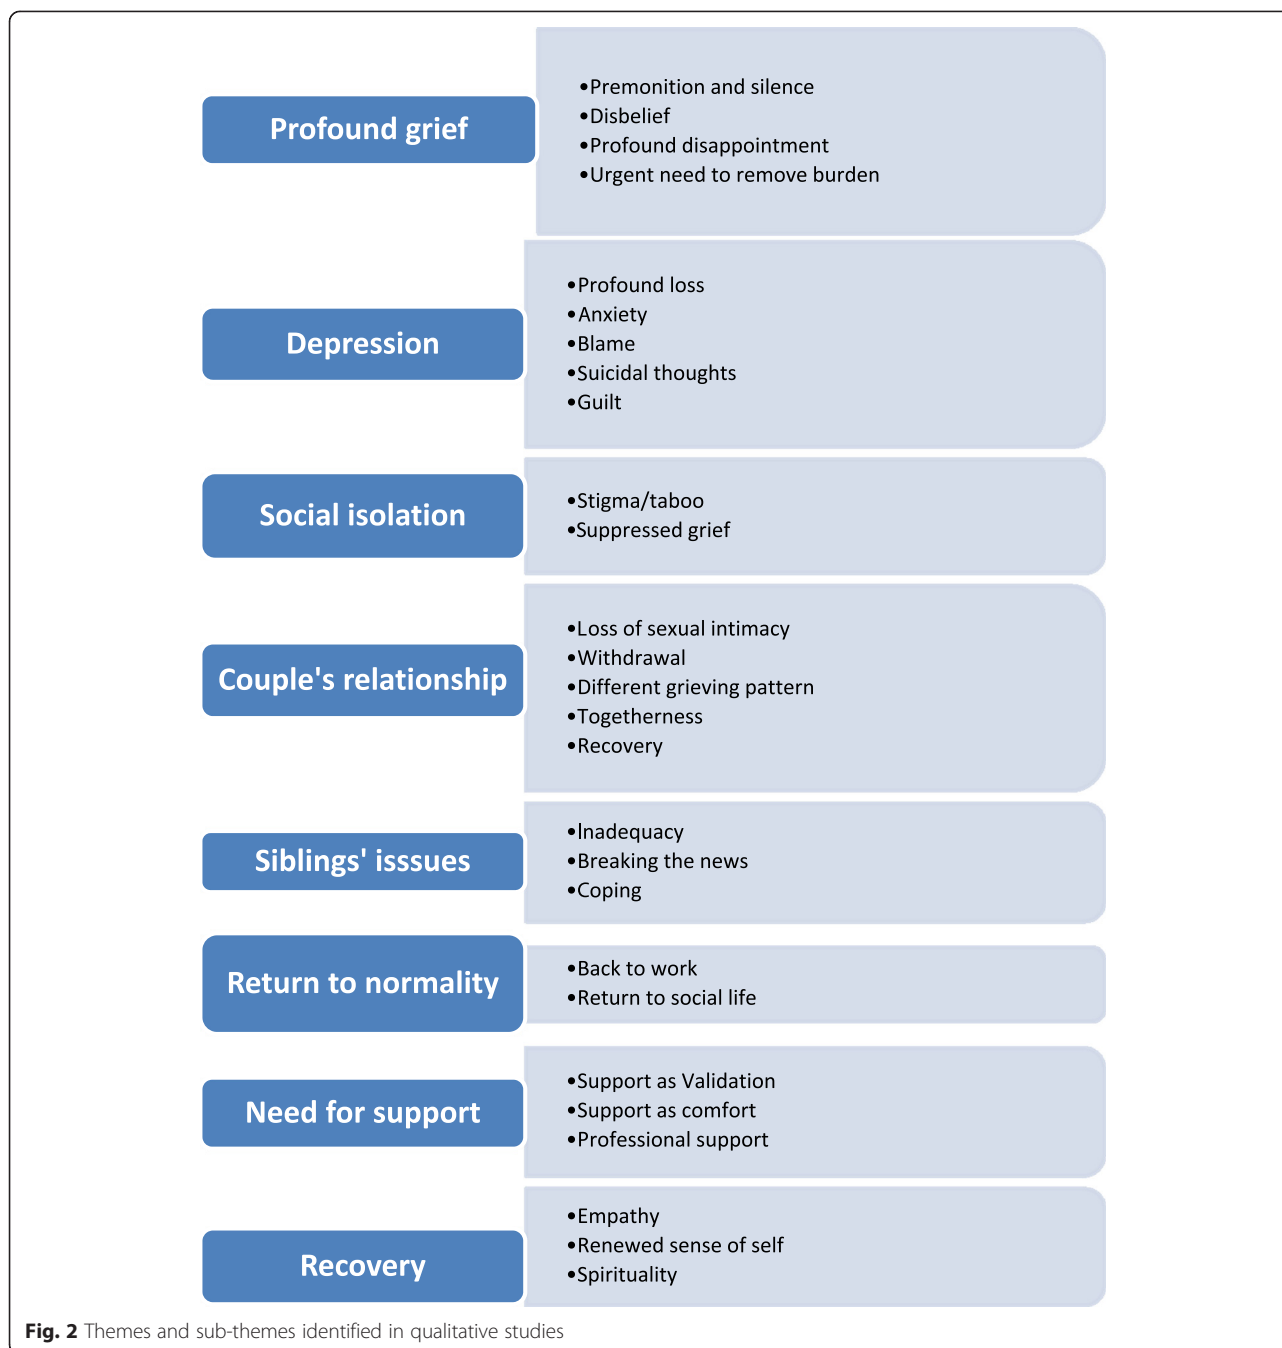 Profound grief
•Premonition and silence
•Disbelief
•Profound disappointment
•Urgent need to remove burden
Depression
•Profound loss
•Anxiety
•Blame
•Suicidal thoughts
•Guilt
Social isolation
•Stigma/taboo
•Suppressed grief
Couple's relationship
•Loss of sexual intimacy
•Withdrawal
•Different grieving pattern
•Togetherness
•Recovery
Siblings' isssues
•Inadequacy
•Breaking the news
•Coping
Return to normality
•Back to work
•Return to social life
Need for support
•Support as Validation
•Support as comfort
•Professional support
Recovery
•Empathy
•Renewed sense of self
•Spirituality
Fig. 2 Themes and sub-themes identified in qualitative studies